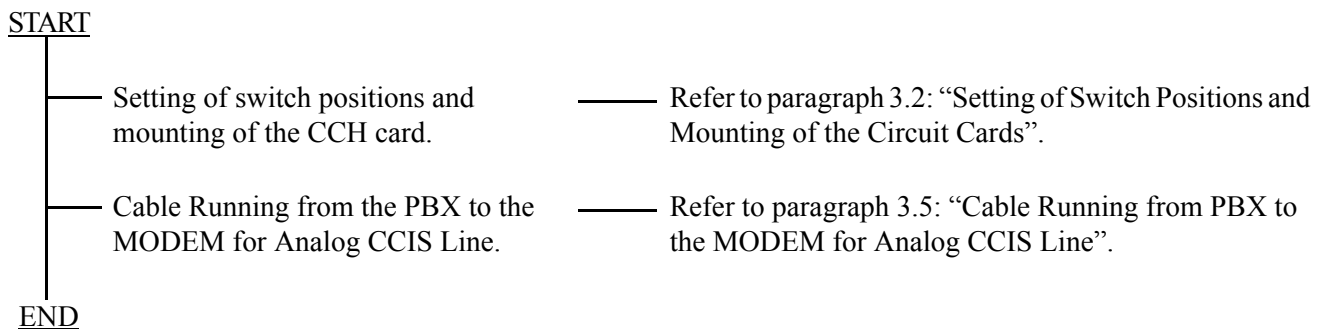 START
Setting of switch positions and
mounting of the CCH card.
Refer to paragraph 3.2: “Setting of Switch Positions and
Mounting of the Circuit Cards”.
Cable Running from the PBX to the
MODEM for Analog CCIS Line.
Refer to paragraph 3.5: “Cable Running from PBX to
the MODEM for Analog CCIS Line”.
END